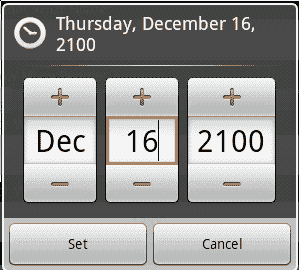 Thursday, December 16,
2100
+ + +
Dec 16 2100
− − −
Set Cancel